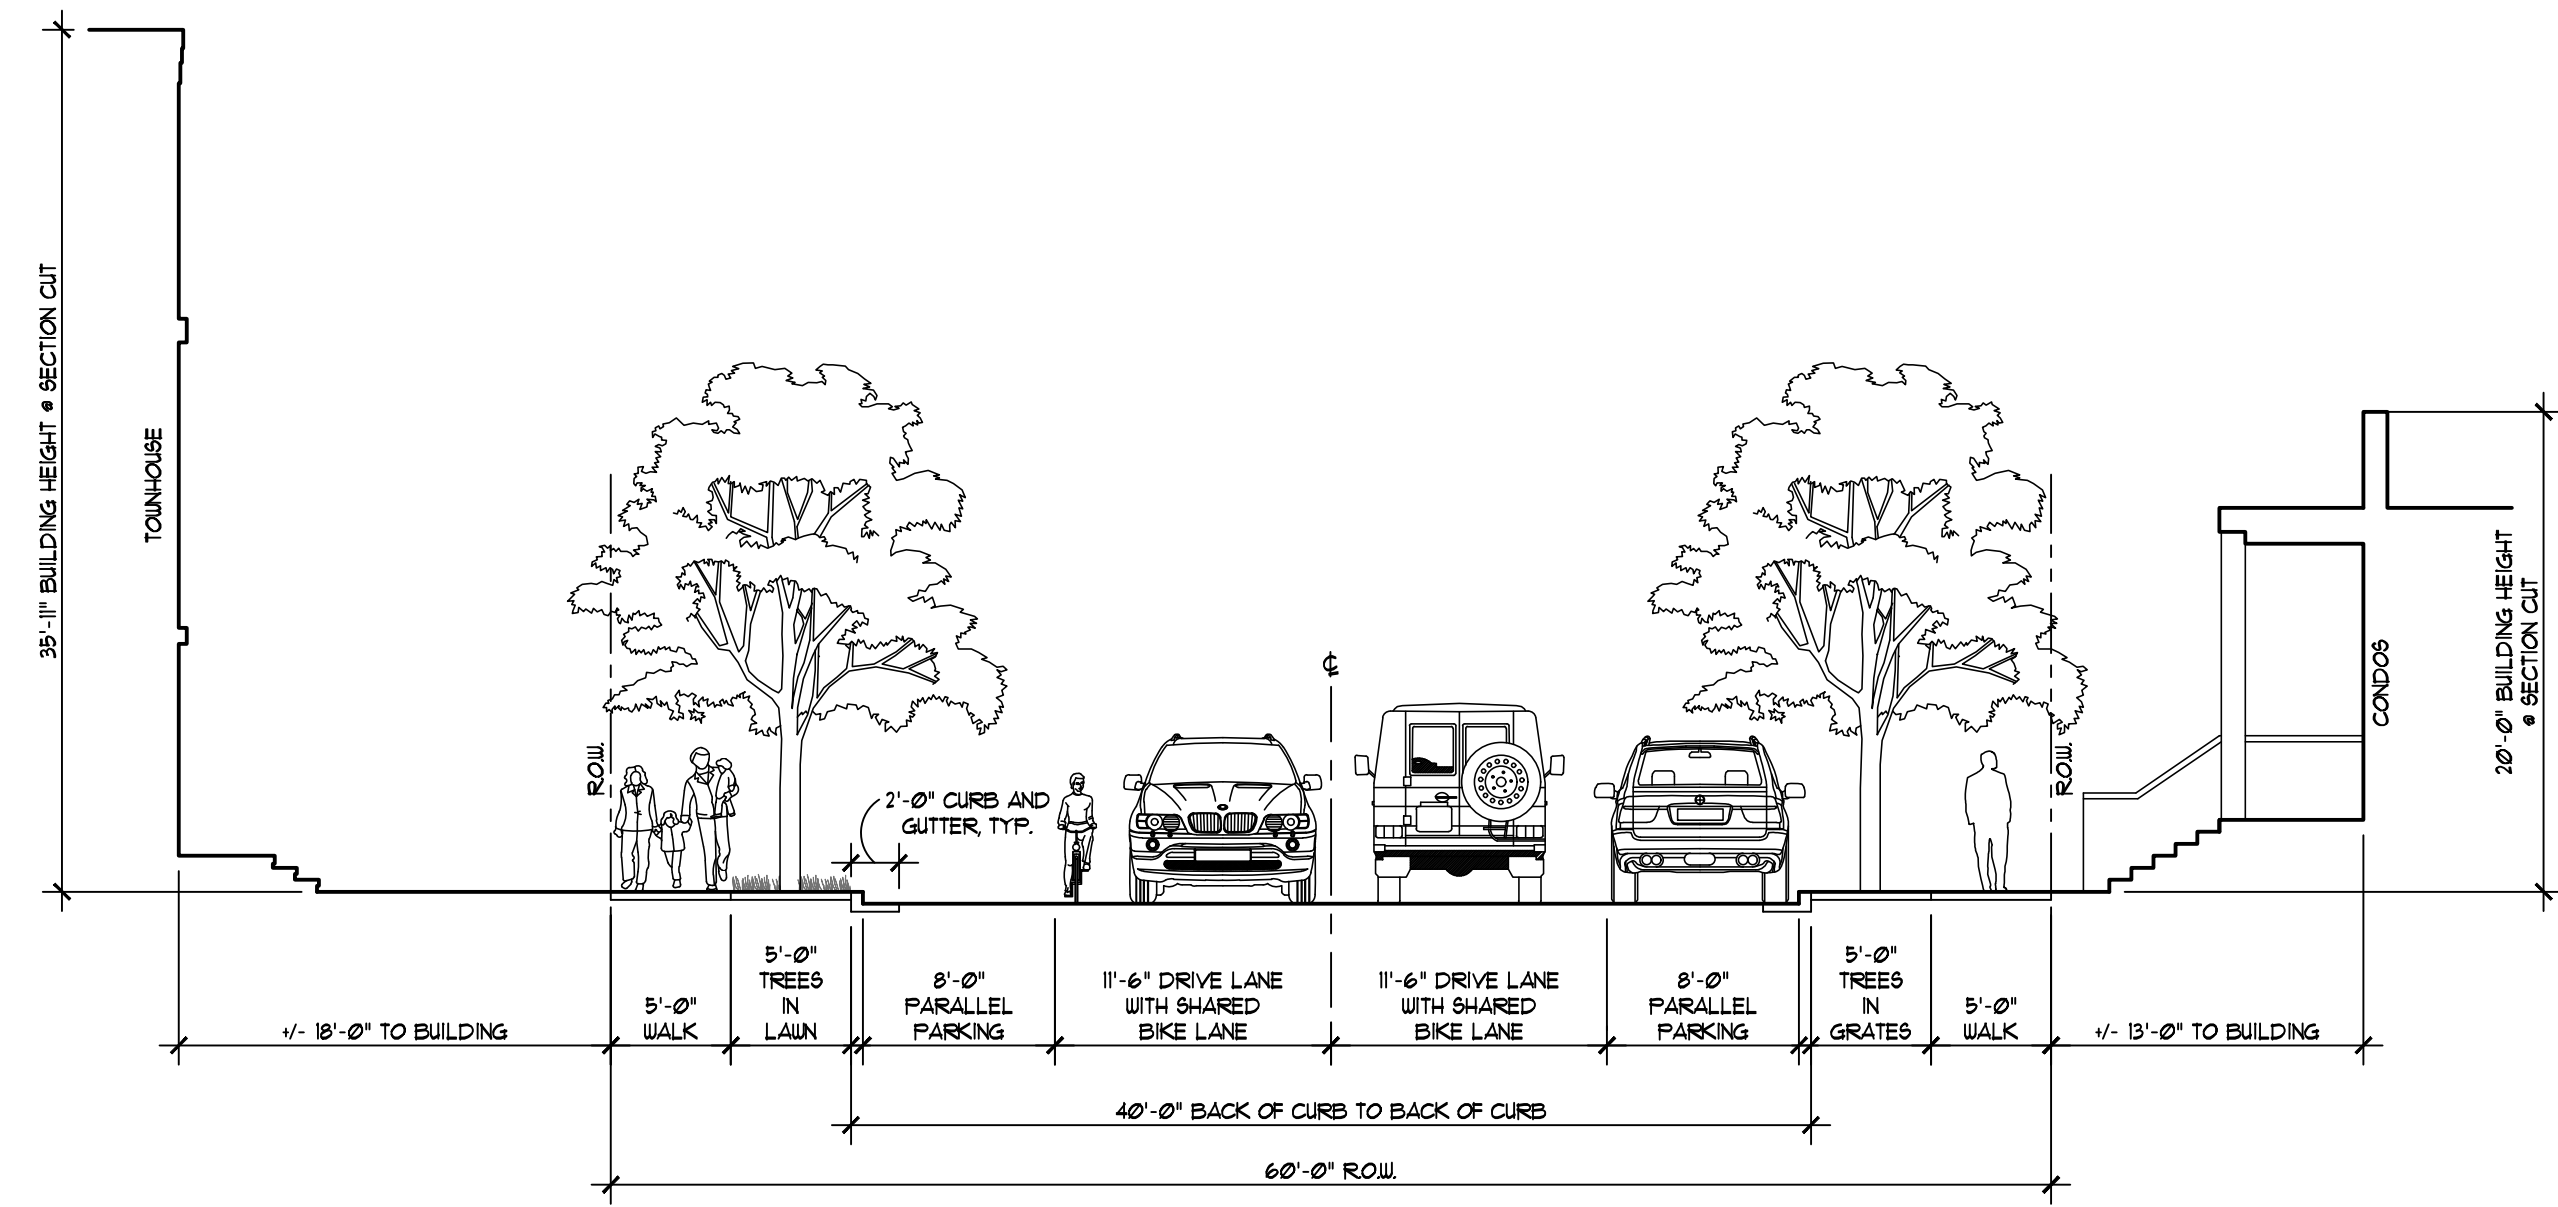 35'-11" BUILDING HEIGHT @ SECTION CUT
TOWNHOUSE
R.O.W.
2'-0" CURB AND
GUTTER, TYP.
℄
R.O.W.
CONDOS
20'-0" BUILDING HEIGHT
@ SECTION CUT
+/- 18'-0" TO BUILDING
5'-0"
WALK
5'-0"
TREES
IN
LAWN
8'-0"
PARALLEL
PARKING
11'-6" DRIVE LANE
WITH SHARED
BIKE LANE
11'-6" DRIVE LANE
WITH SHARED
BIKE LANE
8'-0"
PARALLEL
PARKING
5'-0"
TREES
IN
GRATES
5'-0"
WALK
+/- 13'-0" TO BUILDING
40'-0" BACK OF CURB TO BACK OF CURB
60'-0" R.O.W.